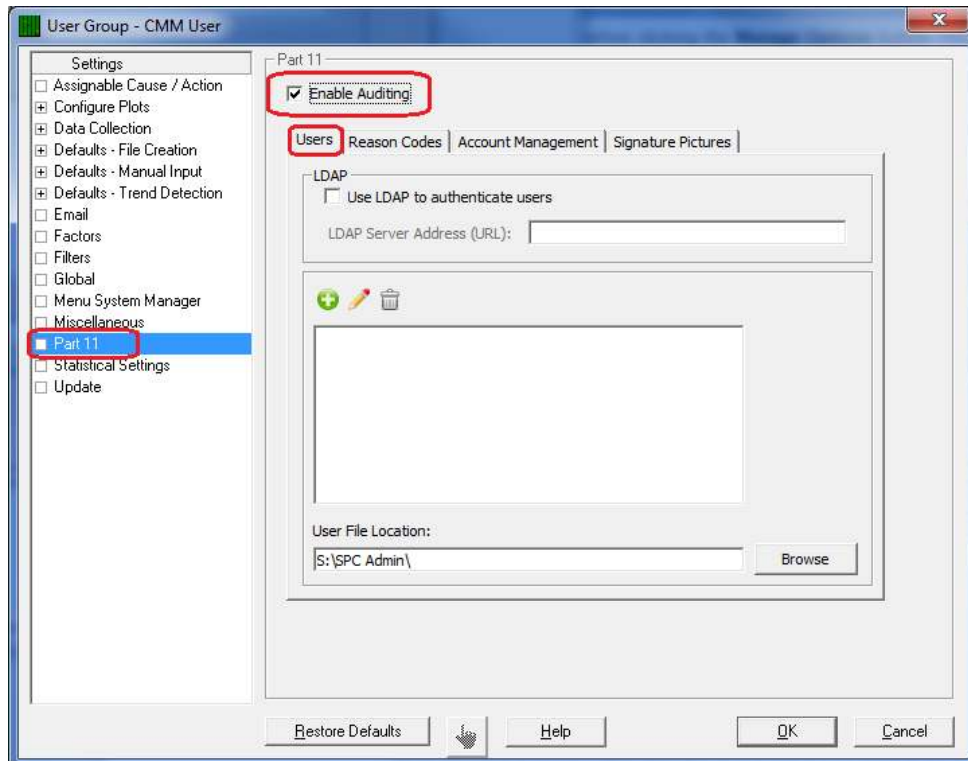 User Group - CMM User
Settings
Assignable Cause / Action
Configure Plots
Data Collection
Defaults - File Creation
Defaults - Manual Input
Defaults - Trend Detection
Email
Factors
Filters
Global
Menu System Manager
Miscellaneous
Part 11
Statistical Settings
Update
Part 11
Enable Auditing
Users Reason Codes Account Management Signature Pictures
LDAP
Use LDAP to authenticate users
LDAP Server Address (URL):
User File Location:
S:\SPC Admin\
Browse
Restore Defaults Help OK Cancel